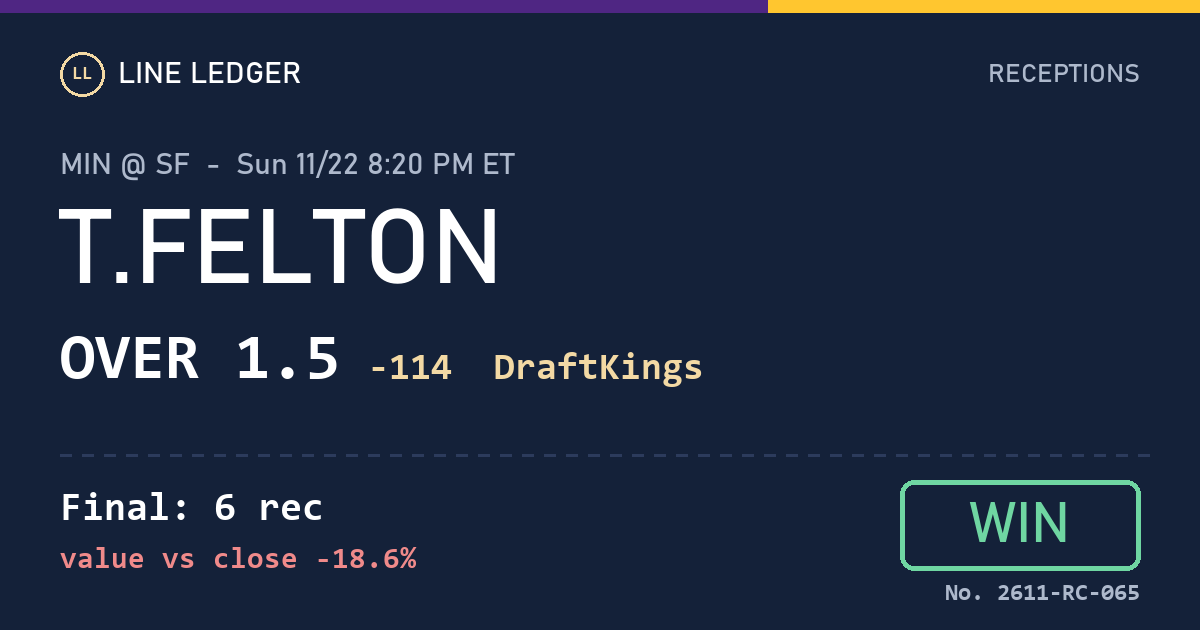 LL LINE LEDGER
RECEPTIONS
MIN @ SF - Sun 11/22 8:20 PM ET
T.FELTON
OVER 1.5 -114 DraftKings
Final: 6 rec
WIN
value vs close -18.6%
No. 2611-RC-065